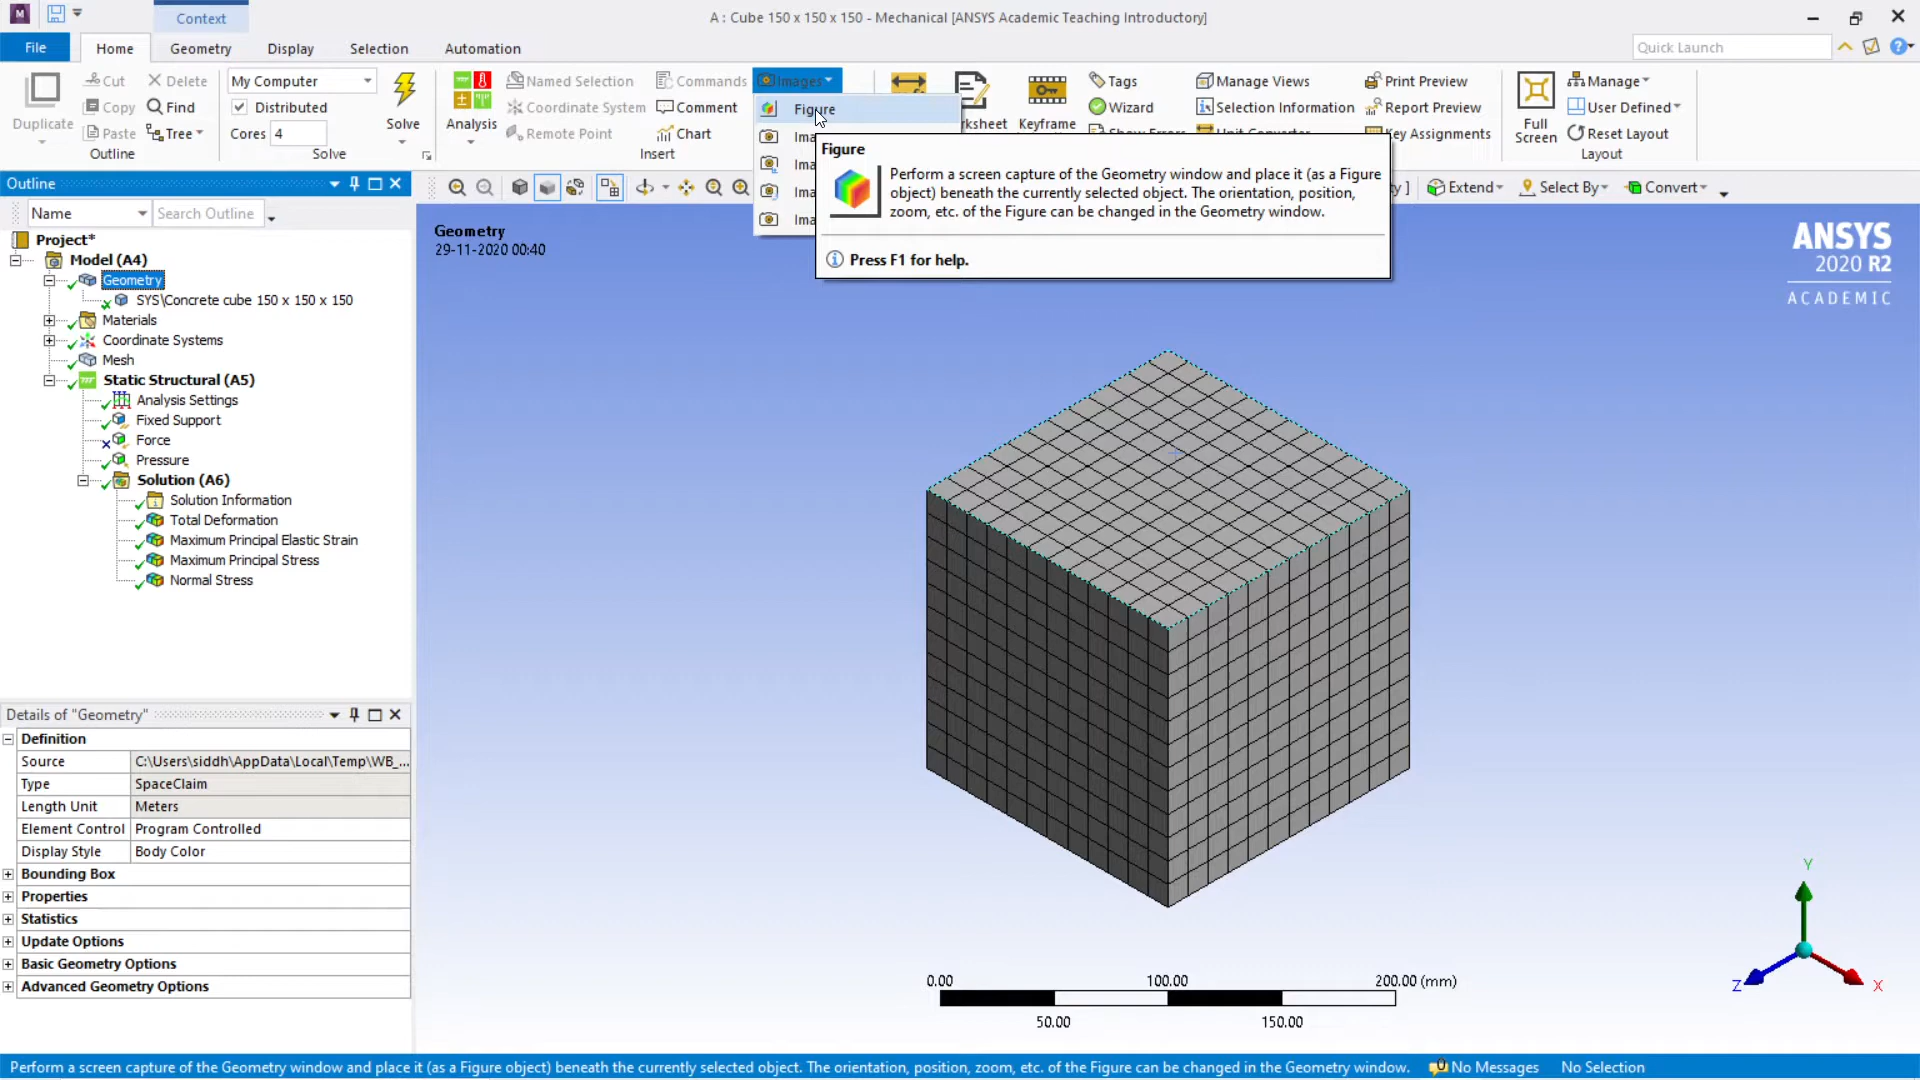 Context
A : Cube 150 x 150 x 150 - Mechanical [ANSYS Academic Teaching Introductory]
File Home Geometry Display Selection Automation
Quick Launch
Duplicate
Cut
Copy
Paste
Delete
Find
Tree
Outline
My Computer
Distributed
Cores 4
Solve
Solve
Analysis
Named Selection
Coordinate System
Remote Point
Commands
Comment
Chart
Insert
Images
Figure
Keyframe
Tags
Wizard
Manage Views
Selection Information
Print Preview
Report Preview
Key Assignments
Full
Screen
Manage
User Defined
Reset Layout
Layout
Figure
Perform a screen capture of the Geometry window and place it (as a Figure
object) beneath the currently selected object. The orientation, position,
zoom, etc. of the Figure can be changed in the Geometry window.
Press F1 for help.
Extend
Select By
Convert
Outline
Name
Search Outline
Project*
Model (A4)
Geometry
SYS\Concrete cube 150 x 150 x 150
Materials
Coordinate Systems
Mesh
Static Structural (A5)
Analysis Settings
Fixed Support
Force
Pressure
Solution (A6)
Solution Information
Total Deformation
Maximum Principal Elastic Strain
Maximum Principal Stress
Normal Stress
Geometry
29-11-2020 00:40
ANSYS
2020 R2
ACADEMIC
Details of "Geometry"
Definition
Source C:\Users\siddh\AppData\Local\Temp\WB_...
Type SpaceClaim
Length Unit Meters
Element Control Program Controlled
Display Style Body Color
Bounding Box
Properties
Statistics
Update Options
Basic Geometry Options
Advanced Geometry Options
0.00 100.00 200.00 (mm)
50.00 150.00
Y
Z
X
Perform a screen capture of the Geometry window and place it (as a Figure object) beneath the currently selected object. The orientation, position, zoom, etc. of the Figure can be changed in the Geometry window.
No Messages
No Selection